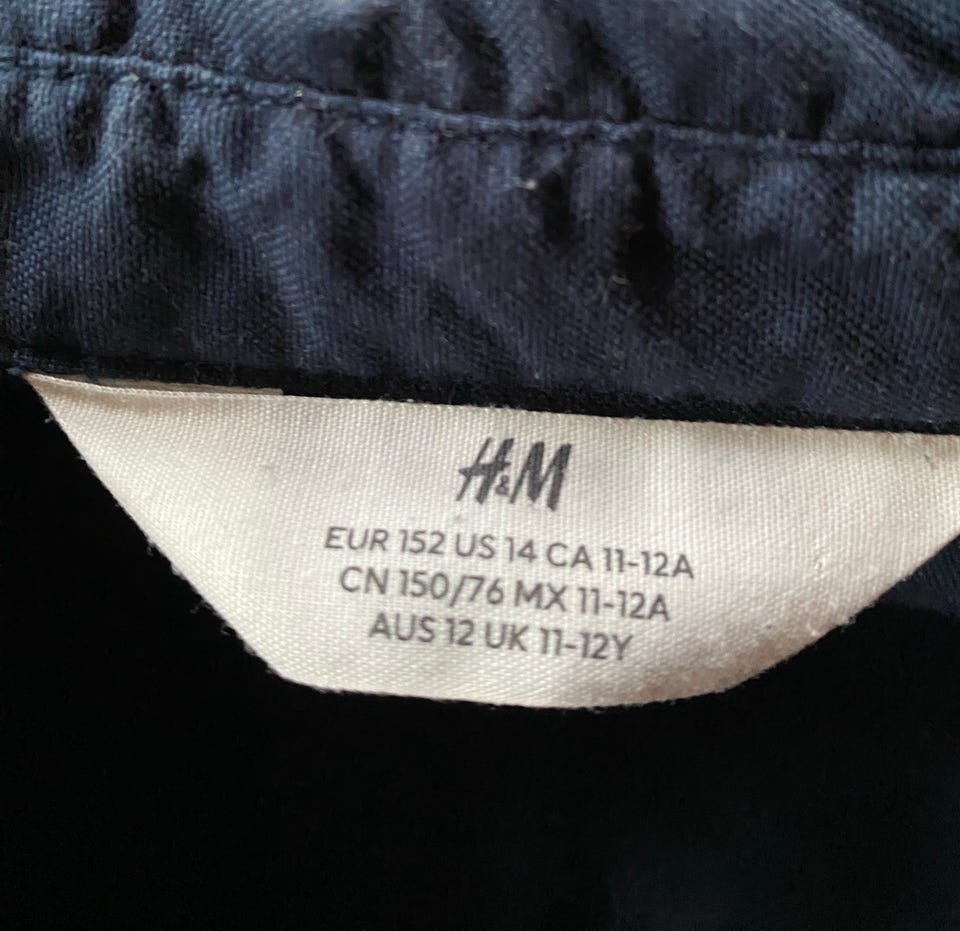 H&M
EUR 152 US 14 CA 11-12A
CN 150/76 MX 11-12A
AUS 12 UK 11-12Y